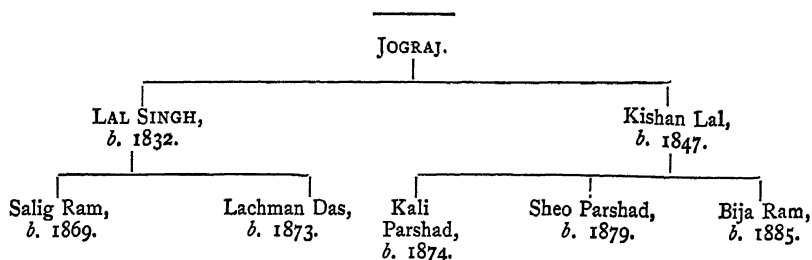 JOGRAJ.
LAL SINGH,
b. 1832.
Kishan Lal,
b. 1847.
Salig Ram,
b. 1869.
Lachman Das,
b. 1873.
Kali
Parshad,
b. 1874.
Sheo Parshad,
b. 1879.
Bija Ram,
b. 1885.